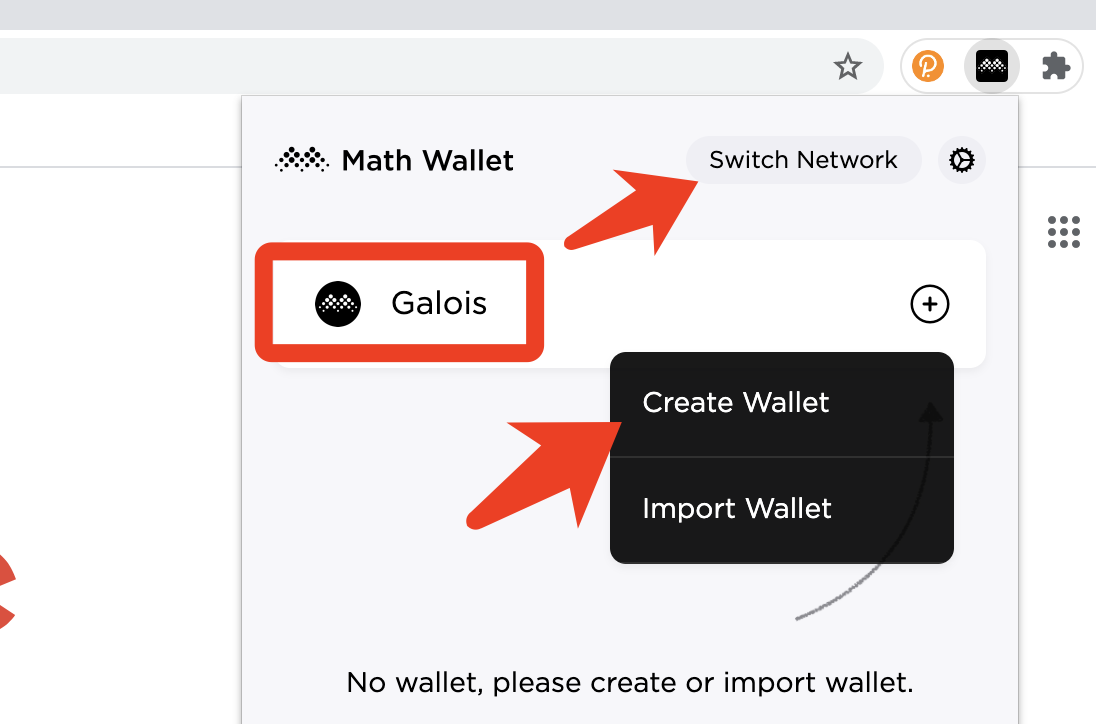 Math Wallet
Switch Network
Galois
Create Wallet
Import Wallet
No wallet, please create or import wallet.